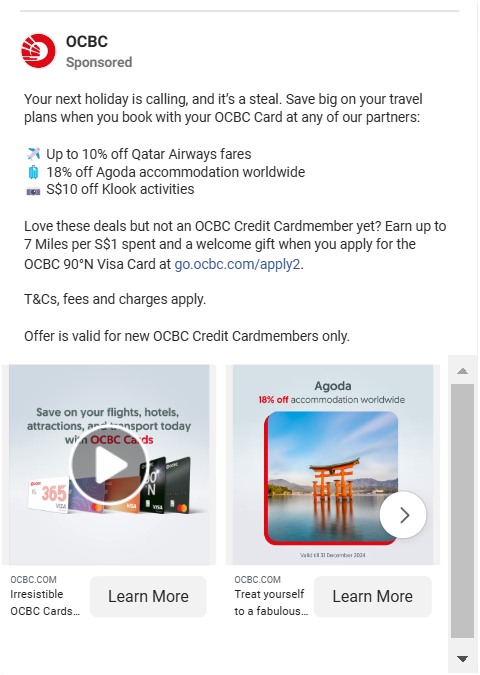 OCBC
Sponsored
Your next holiday is calling, and it's a steal. Save big on your travel
plans when you book with your OCBC Card at any of our partners:
✈️ Up to 10% off Qatar Airways fares
🧳 18% off Agoda accommodation worldwide
📷 S$10 off Klook activities
Love these deals but not an OCBC Credit Cardmember yet? Earn up to
7 Miles per S$1 spent and a welcome gift when you apply for the
OCBC 90°N Visa Card at go.ocbc.com/apply2.
T&Cs, fees and charges apply.
Offer is valid for new OCBC Credit Cardmembers only.
Save on your flights, hotels,
attractions, and transport today
with OCBC Cards
365
VISA
VISA
90°
N
VISA
OCBC.COM
Irresistible
OCBC Cards...
Learn More
Agoda
18% off accommodation worldwide
Valid till 31 December 2024
OCBC.COM
Treat yourself
to a fabulous...
Learn More